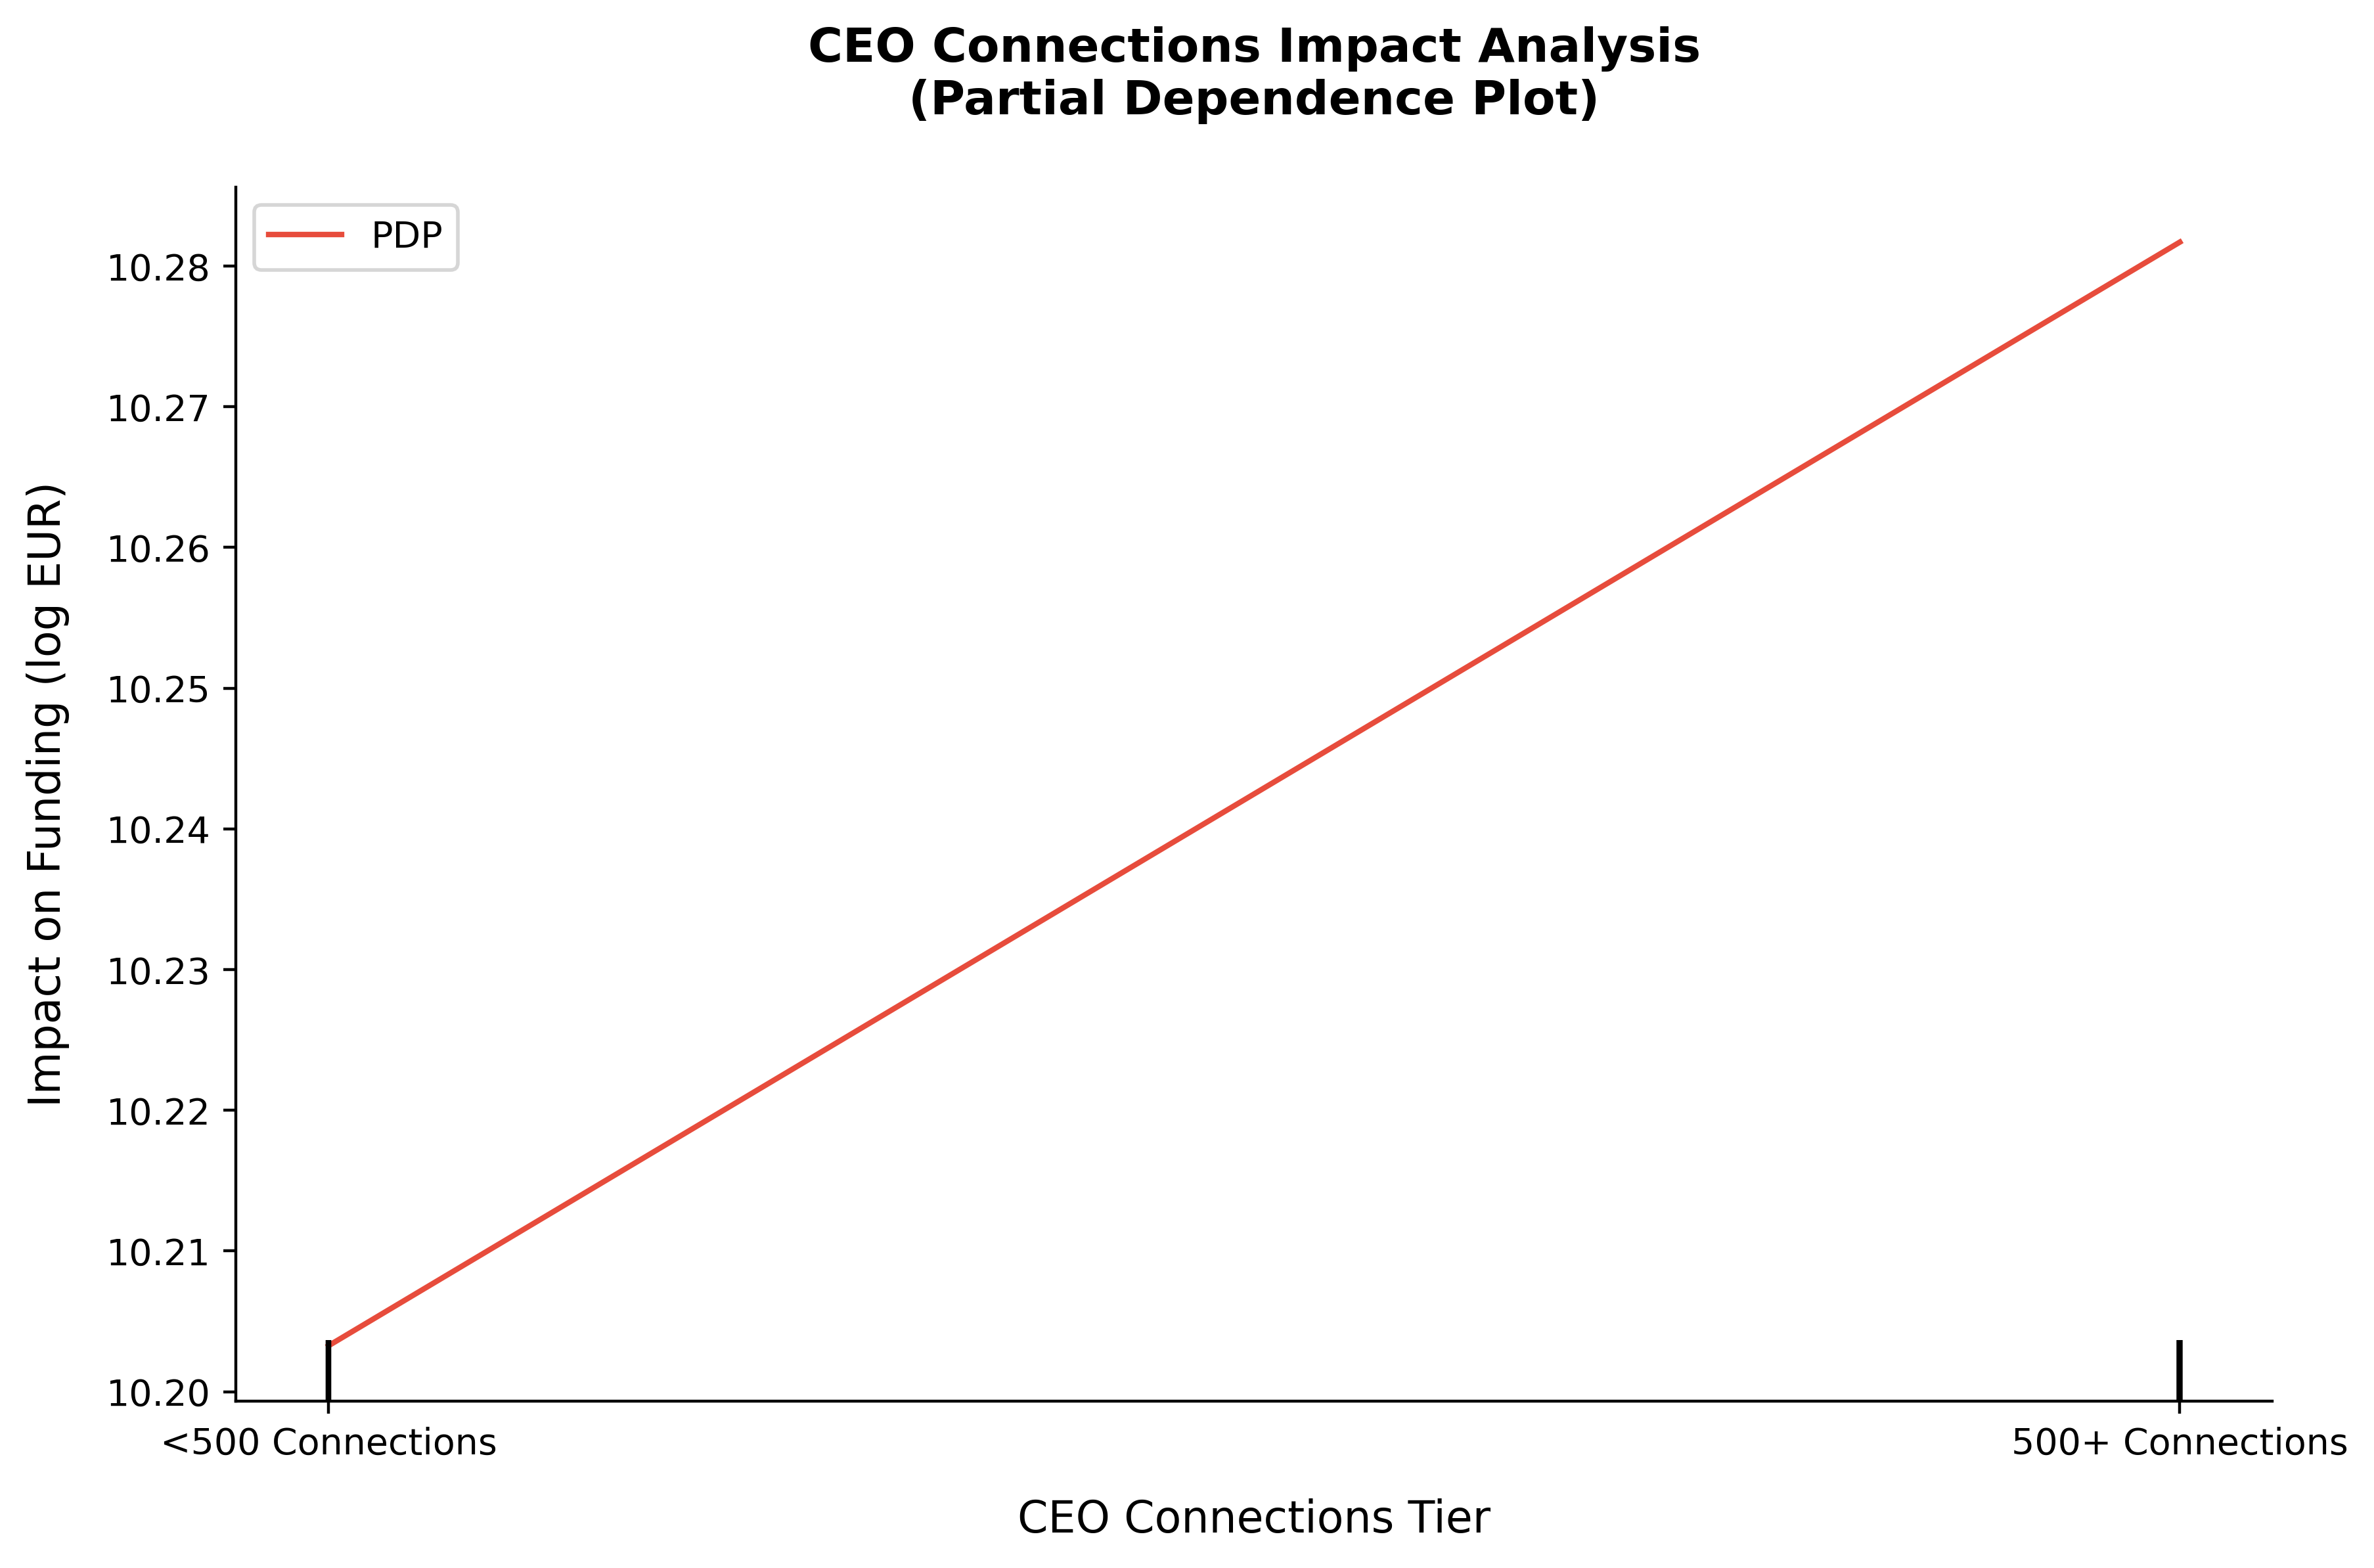 CEO Connections Impact Analysis
(Partial Dependence Plot)
PDP
10.28
10.27
10.26
10.25
10.24
10.23
10.22
10.21
10.20
Impact on Funding (log EUR)
<500 Connections
500+ Connections
CEO Connections Tier